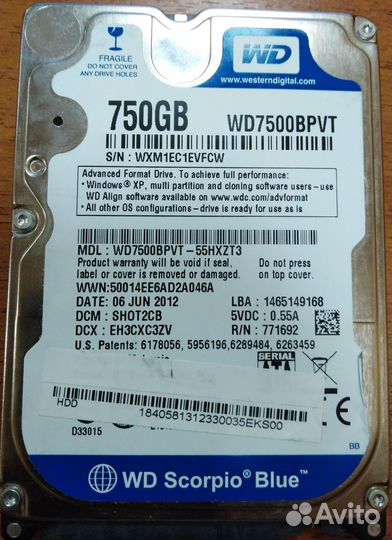 FRAGILE
DO NOT COVER
ANY DRIVE HOLES
WD
www.westerndigital.com
750GB WD7500BPVT
S/N : WXM1EC1EVFCW
Advanced Format Drive. To achieve full performance:
• Windows® XP, multi partition and cloning software users – use
WD Align software available on www.wdc.com/advformat
• All other OS configurations – drive is ready for use as is
MDL : WD7500BPVT-55HXZT3
Product warranty will be void if seal,
label or cover is removed or damaged.
Do not press
on top cover
WWN:50014EE6AD2A046A
DATE: 06 JUN 2012 LBA : 1465149168
DCM : SHOT2CB 5VDC : 0.55A
DCX : EH3CXC3ZV R/N : 771692
U.S. Patents: 6178056, 5956196,6289484, 6263459
SERIAL
ATA
HDD
1840581312330035EKS00
D33015
BB
WD Scorpio® Blue™
Avito